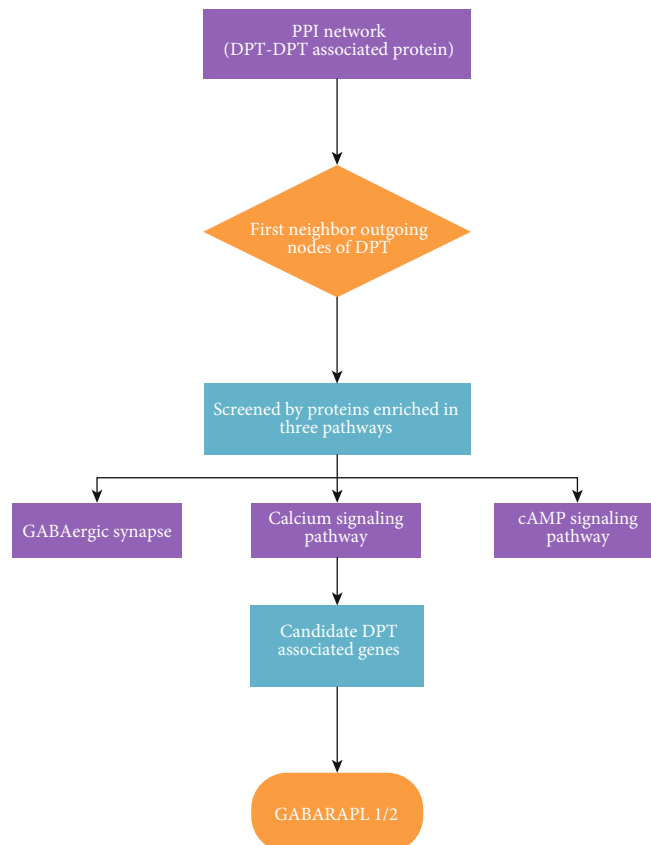 PPI network
(DPT-DPT associated protein)
First neighbor outgoing
nodes of DPT
Screened by proteins enriched in
three pathways
GABAergic synapse
Calcium signaling
pathway
cAMP signaling
pathway
Candidate DPT
associated genes
GABARAPL 1/2